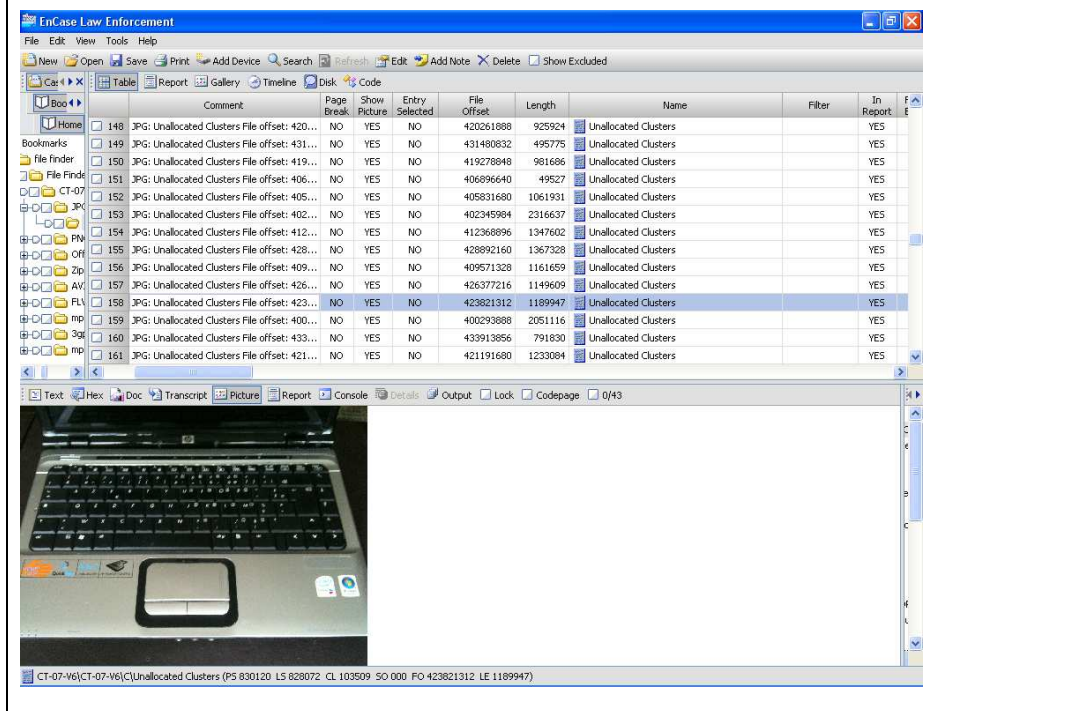 EnCase Law Enforcement
File Edit View Tools Help
New Open Save Print Add Device Search Refresh Edit Add Note Delete Show Excluded
Table Report Gallery Timeline Disk Code
Home
Bookmarks
file finder
File Finde
CT-07
Comment Page Break Show Picture Entry Selected File Offset Length Name Filter In Report
148 JPG: Unallocated Clusters File offset: 420... NO YES NO 420261888 925924 Unallocated Clusters YES
149 JPG: Unallocated Clusters File offset: 431... NO YES NO 431480832 495775 Unallocated Clusters YES
150 JPG: Unallocated Clusters File offset: 419... NO YES NO 419278848 981686 Unallocated Clusters YES
151 JPG: Unallocated Clusters File offset: 406... NO YES NO 406896640 49527 Unallocated Clusters YES
152 JPG: Unallocated Clusters File offset: 405... NO YES NO 405831680 1061931 Unallocated Clusters YES
153 JPG: Unallocated Clusters File offset: 402... NO YES NO 402345984 2316637 Unallocated Clusters YES
154 JPG: Unallocated Clusters File offset: 412... NO YES NO 412368896 1347602 Unallocated Clusters YES
155 JPG: Unallocated Clusters File offset: 428... NO YES NO 428892160 1367328 Unallocated Clusters YES
156 JPG: Unallocated Clusters File offset: 409... NO YES NO 409571328 1161659 Unallocated Clusters YES
157 JPG: Unallocated Clusters File offset: 426... NO YES NO 426377216 1149609 Unallocated Clusters YES
158 JPG: Unallocated Clusters File offset: 423... NO YES NO 423821312 1189947 Unallocated Clusters YES
159 JPG: Unallocated Clusters File offset: 400... NO YES NO 400293888 2051116 Unallocated Clusters YES
160 JPG: Unallocated Clusters File offset: 433... NO YES NO 433913856 791830 Unallocated Clusters YES
161 JPG: Unallocated Clusters File offset: 421... NO YES NO 421191680 1233084 Unallocated Clusters YES
Text Hex Doc Transcript Picture Report Console Details Output Lock Codepage 0/43
CT-07-V6\CT-07-V6\C\Unallocated Clusters (PS 830120 LS 828072 CL 103509 SO 000 FO 423821312 LE 1189947)